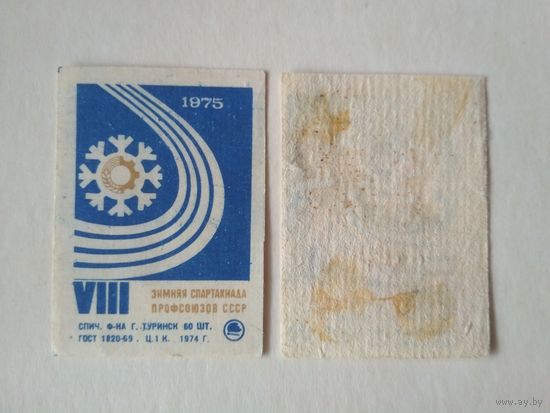 1975
VIII
ЗИМНЯЯ СПАРТАКИАДА
ПРОФСОЮЗОВ СССР
СПИЧ. Ф-КА Г. ТУРИНСК 60 ШТ.
ГОСТ 1820-69. Ц. 1 К. 1974 Г.
www.ay.by